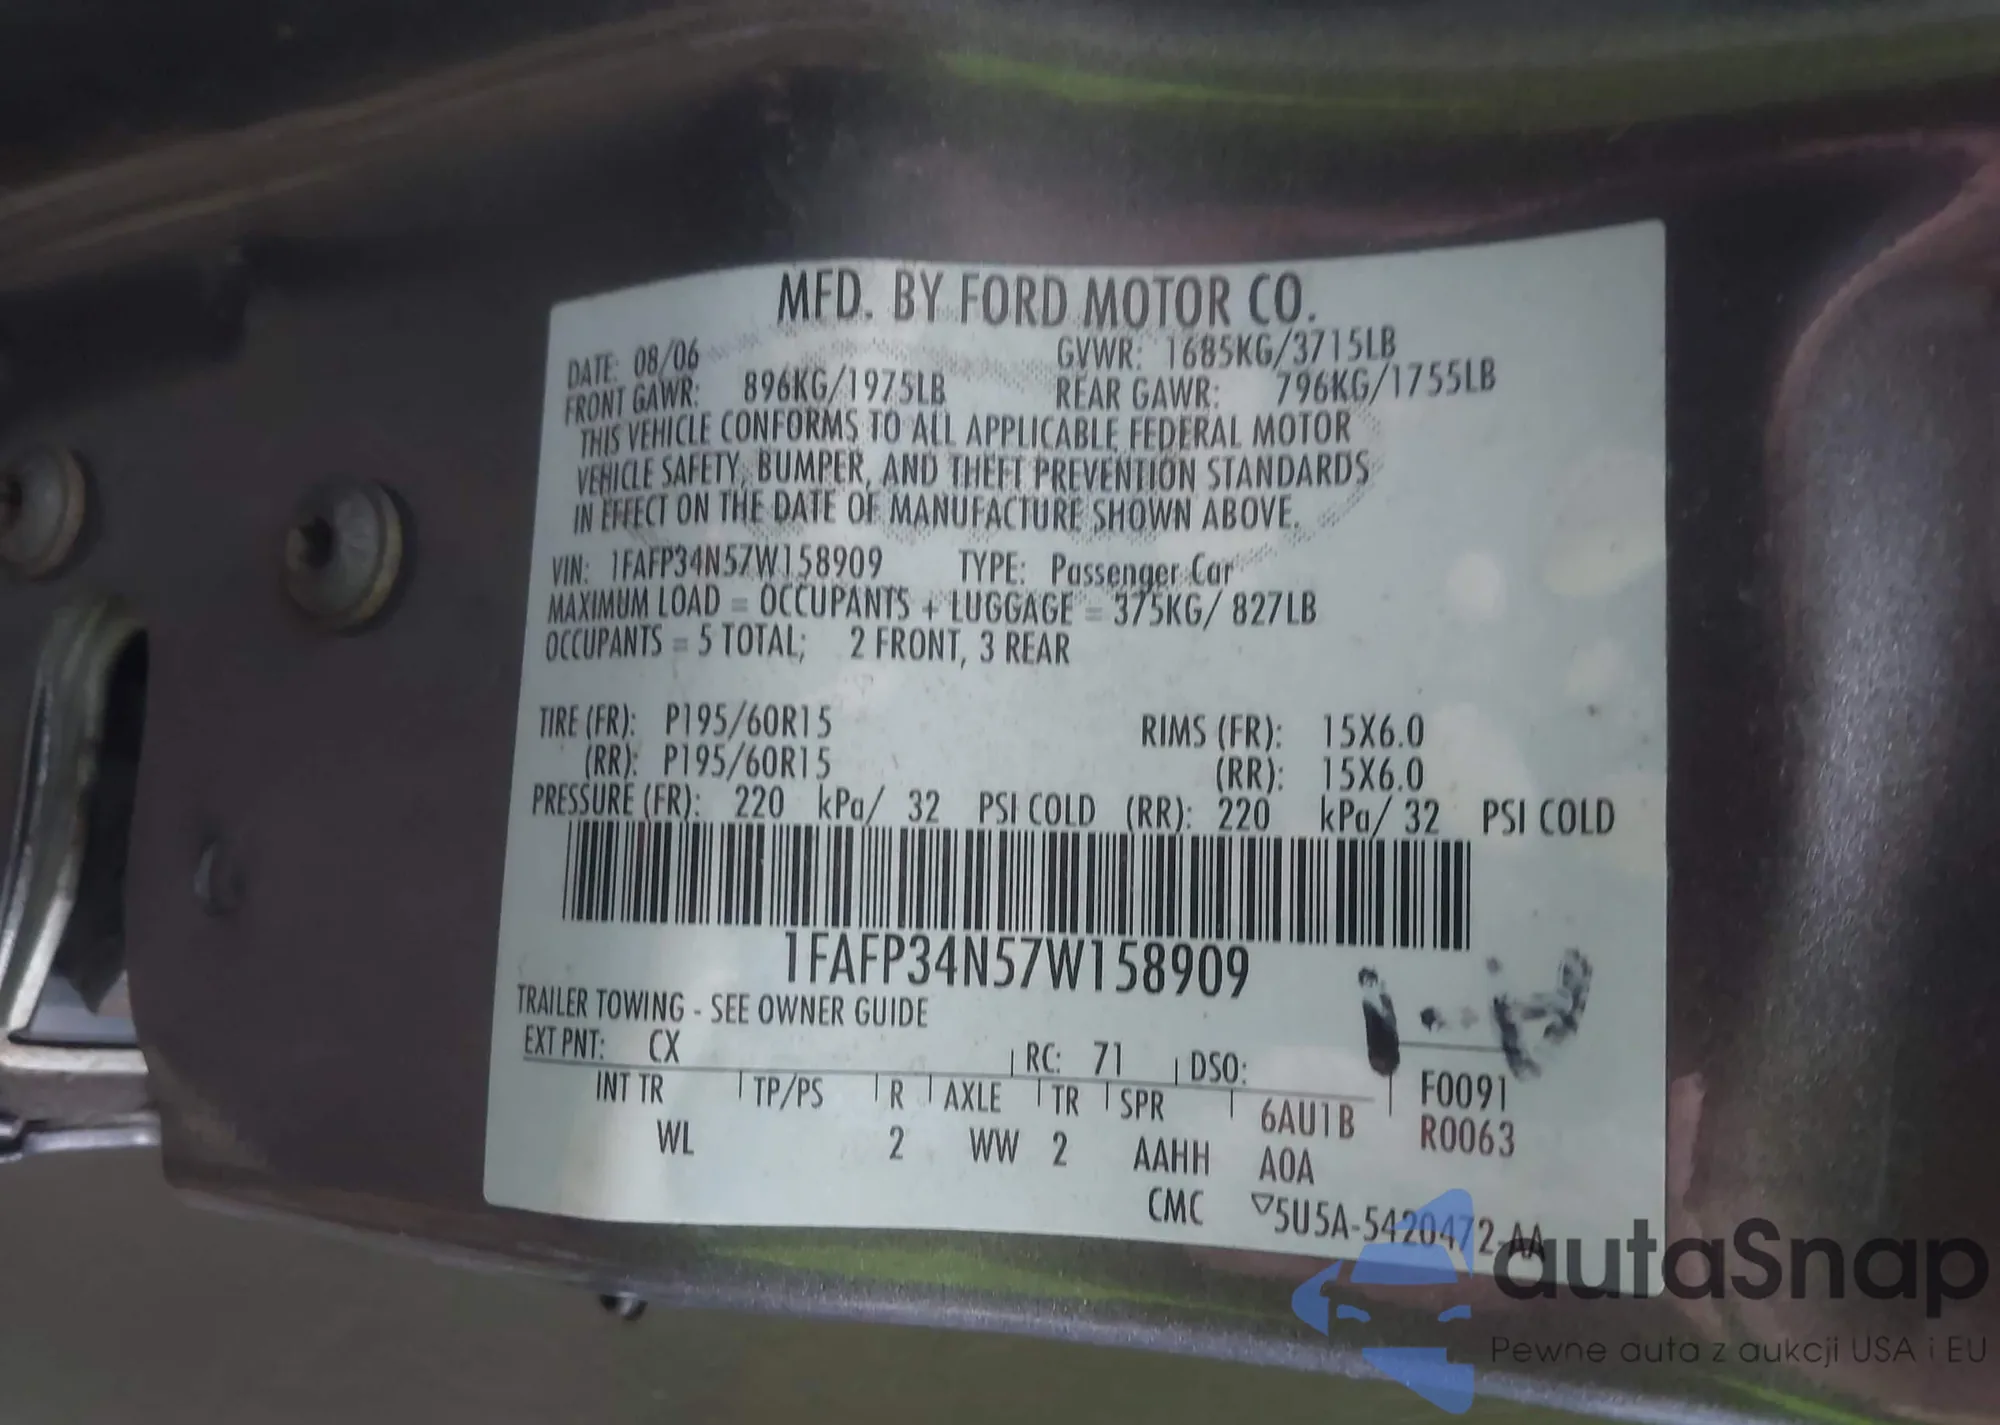 MFD. BY FORD MOTOR CO.
DATE: 08/06 GVWR: 1685KG/3715LB
FRONT GAWR: 896KG/1975LB REAR GAWR: 796KG/1755LB
THIS VEHICLE CONFORMS TO ALL APPLICABLE FEDERAL MOTOR
VEHICLE SAFETY, BUMPER, AND THEFT PREVENTION STANDARDS
IN EFFECT ON THE DATE OF MANUFACTURE SHOWN ABOVE.
VIN: 1FAFP34N57W158909 TYPE: Passenger Car
MAXIMUM LOAD = OCCUPANTS + LUGGAGE = 375KG/ 827LB
OCCUPANTS = 5 TOTAL; 2 FRONT, 3 REAR
TIRE (FR): P195/60R15 RIMS (FR): 15X6.0
(RR): P195/60R15 (RR): 15X6.0
PRESSURE (FR): 220 kPa/ 32 PSI COLD (RR): 220 kPa/ 32 PSI COLD
1FAFP34N57W158909
TRAILER TOWING - SEE OWNER GUIDE
EXT PNT: CX RC: 71 DSO:
INT TR TP/PS R AXLE TR SPR 6AU1B F0091
WL 2 WW 2 AAHH A0A R0063
CMC ▽5U5A-5420472-AA
autaSnap
Pewne auta z aukcji USA i EU